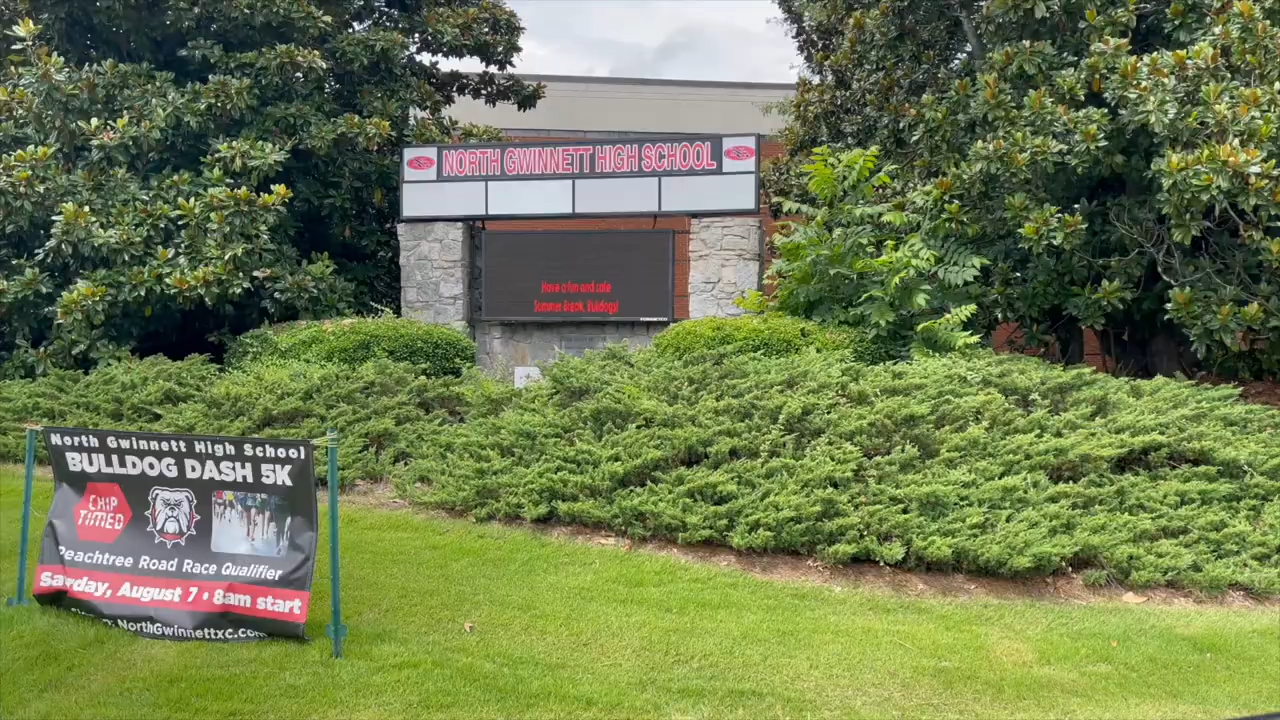 NORTH GWINNETT HIGH SCHOOL
Have a fun and safe
Summer Break, Bulldogs!
North Gwinnett High School
BULLDOG DASH 5K
CHIP
TIMED
Peachtree Road Race Qualifier
August 7 • 8am start
NorthGwinnettxc.com